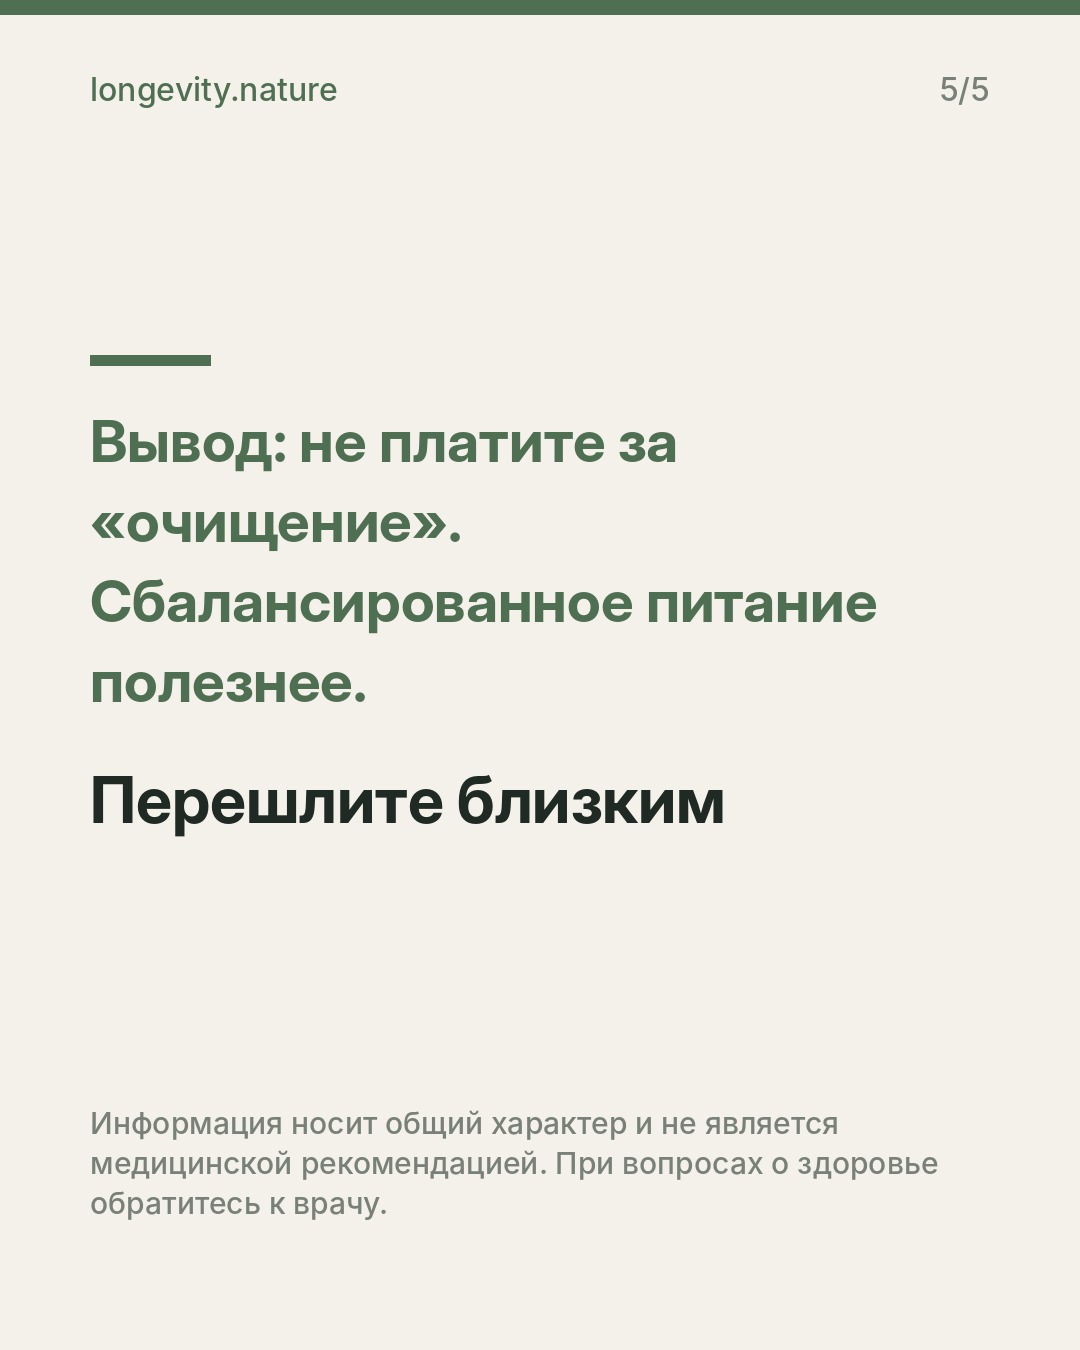 longevity.nature
5/5
Вывод: не платите за
«очищение».
Сбалансированное питание
полезнее.
Перешлите близким
Информация носит общий характер и не является
медицинской рекомендацией. При вопросах о здоровье
обратитесь к врачу.